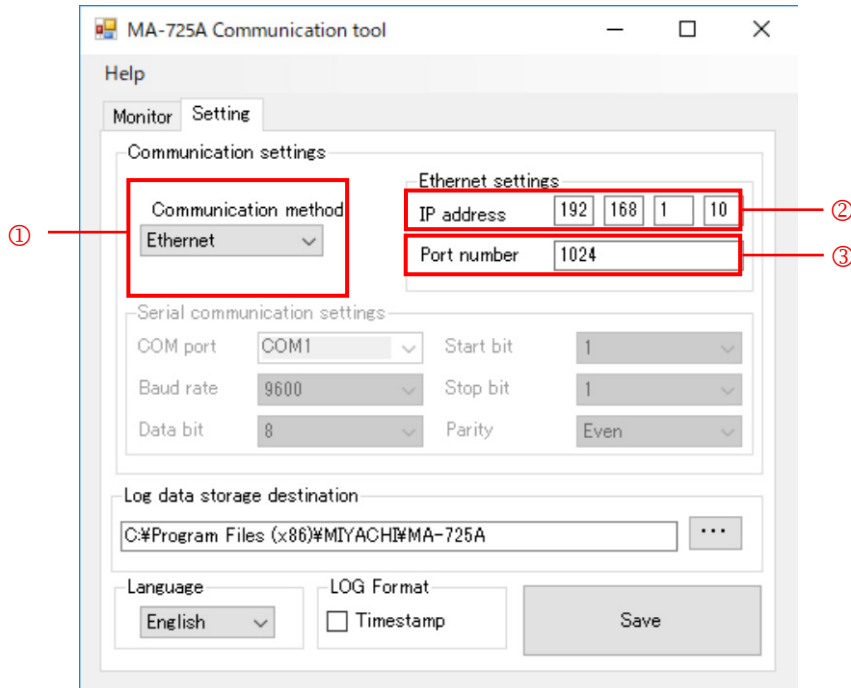 MA-725A Communication tool
Help
Monitor Setting
Communication settings
Communication method
Ethernet
①
Ethernet settings
IP address 192 168 1 10
②
Port number 1024
③
Serial communication settings
COM port COM1 Start bit 1
Baud rate 9600 Stop bit 1
Data bit 8 Parity Even
Log data storage destination
C:¥Program Files (x86)¥MIYACHI¥MA-725A ...
Language LOG Format
English Timestamp Save